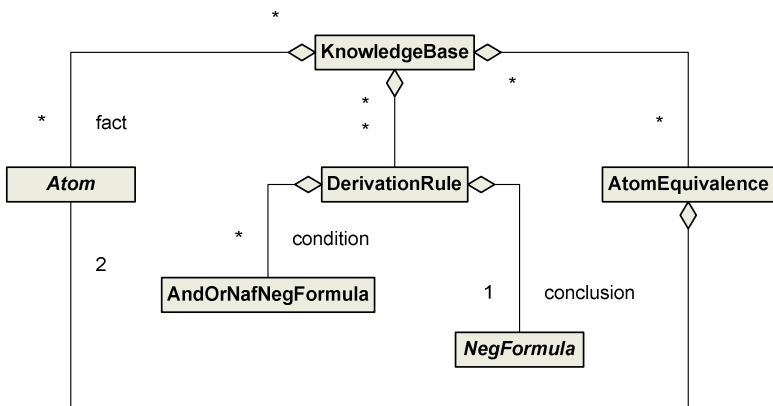 *
KnowledgeBase
*
*
*
fact
*
*
Atom
DerivationRule
AtomEquivalence
*
condition
2
AndOrNafNegFormula
1
conclusion
NegFormula